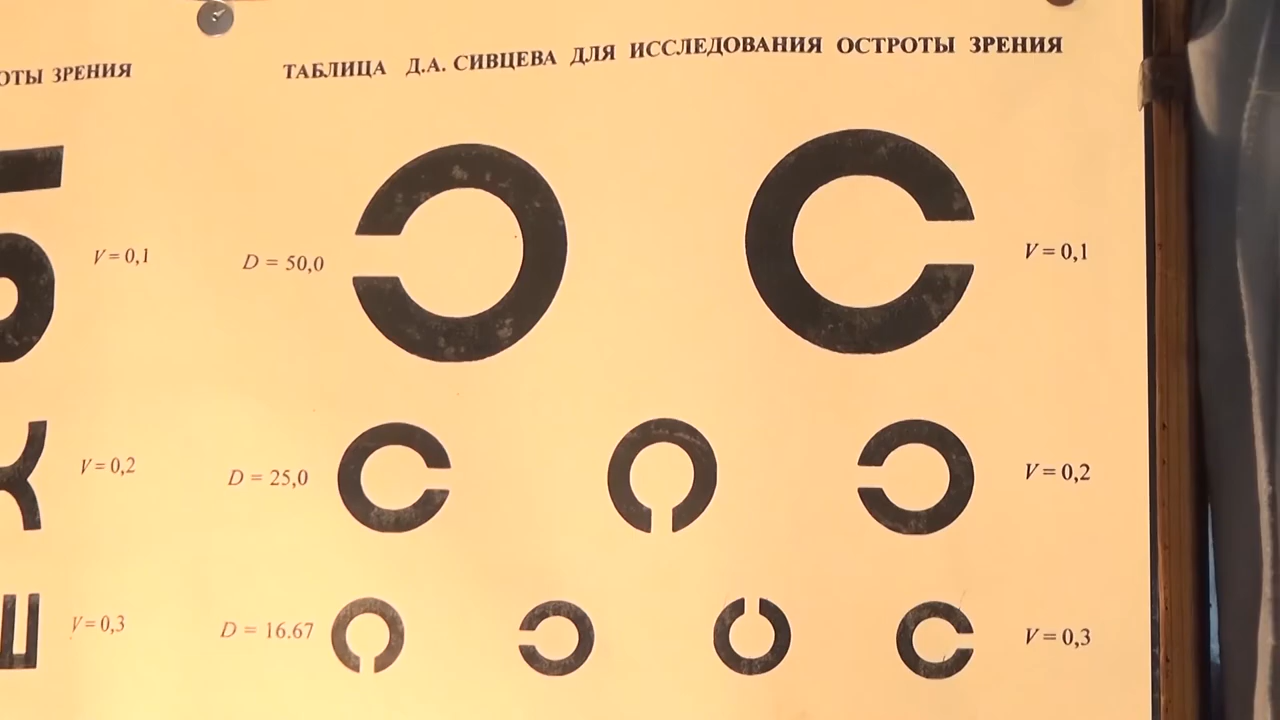 ОТЫ ЗРЕНИЯ
Б
V = 0,1
V = 0,2
Ш
V = 0,3
ТАБЛИЦА Д.А. СИВЦЕВА ДЛЯ ИССЛЕДОВАНИЯ ОСТРОТЫ ЗРЕНИЯ
D = 50,0
V = 0,1
D = 25,0
V = 0,2
D = 16.67
V = 0,3